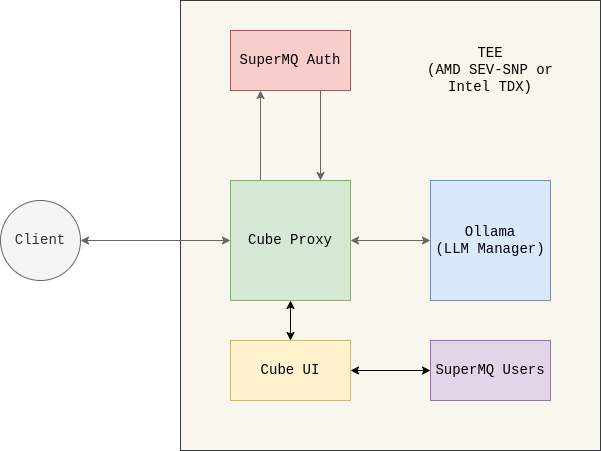 SuperMQ Auth
TEE
(AMD SEV-SNP or
Intel TDX)
Client
Cube Proxy
Ollama
(LLM Manager)
Cube UI
SuperMQ Users